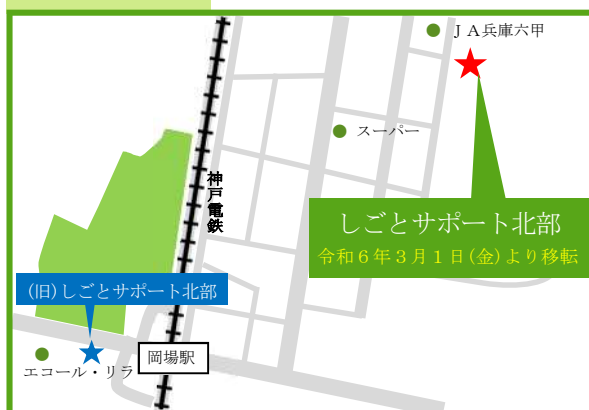 ＪＡ兵庫六甲
スーパー
神戸電鉄
しごとサポート北部
令和６年３月１日(金)より移転
(旧)しごとサポート北部
岡場駅
エコール・リラ